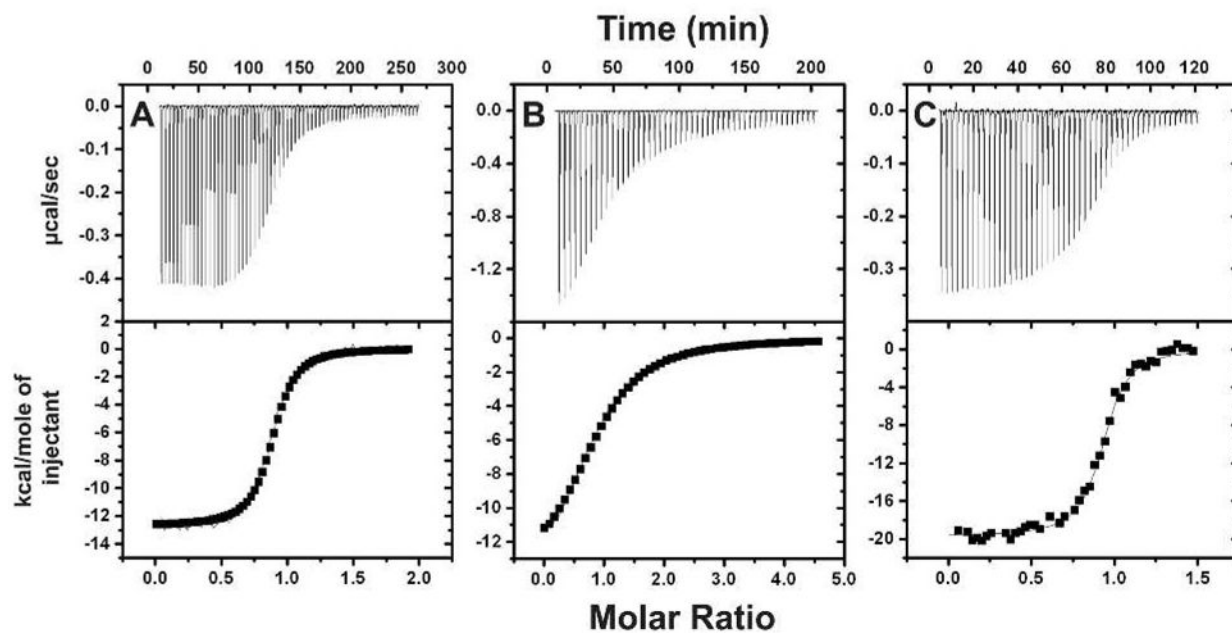 Time (min)
0 50 100 150 200 250 300
0 50 100 150 200
0 20 40 60 80 100 120
A
B
C
0.0
-0.1
-0.2
-0.3
-0.4
0.0
-0.4
-0.8
-1.2
0.0
-0.1
-0.2
-0.3
µcal/sec
2
2
0
-2
-4
-6
-8
-10
-12
-14
0
-2
-4
-6
-8
-10
-12
0
-4
-8
-12
-16
-20
kcal/mole of
injectant
0.0 0.5 1.0 1.5 2.0
0.0 1.0 2.0 3.0 4.0 5.0
0.0 0.5 1.0 1.5
Molar Ratio